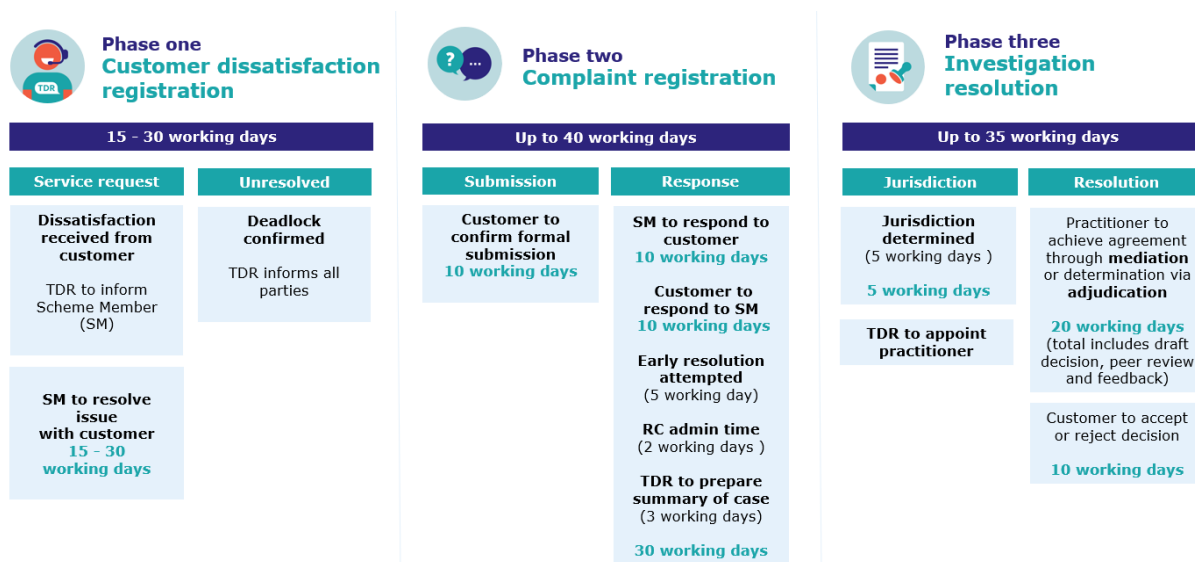 Phase one
Customer dissatisfaction
registration
TDR
15 - 30 working days
Service request
Dissatisfaction
received from
customer
TDR to inform
Scheme Member
(SM)
SM to resolve
issue
with customer
15 - 30
working days
Unresolved
Deadlock
confirmed
TDR informs all
parties
?
...
Phase two
Complaint registration
Up to 40 working days
Submission
Customer to
confirm formal
submission
10 working days
Response
SM to respond to
customer
10 working days
Customer to
respond to SM
10 working days
Early resolution
attempted
(5 working day)
RC admin time
(2 working days )
TDR to prepare
summary of case
(3 working days)
30 working days
Phase three
Investigation
resolution
Up to 35 working days
Jurisdiction
Jurisdiction
determined
(5 working days )
5 working days
TDR to appoint
practitioner
Resolution
Practitioner to
achieve agreement
through mediation
or determination via
adjudication
20 working days
(total includes draft
decision, peer review
and feedback)
Customer to accept
or reject decision
10 working days